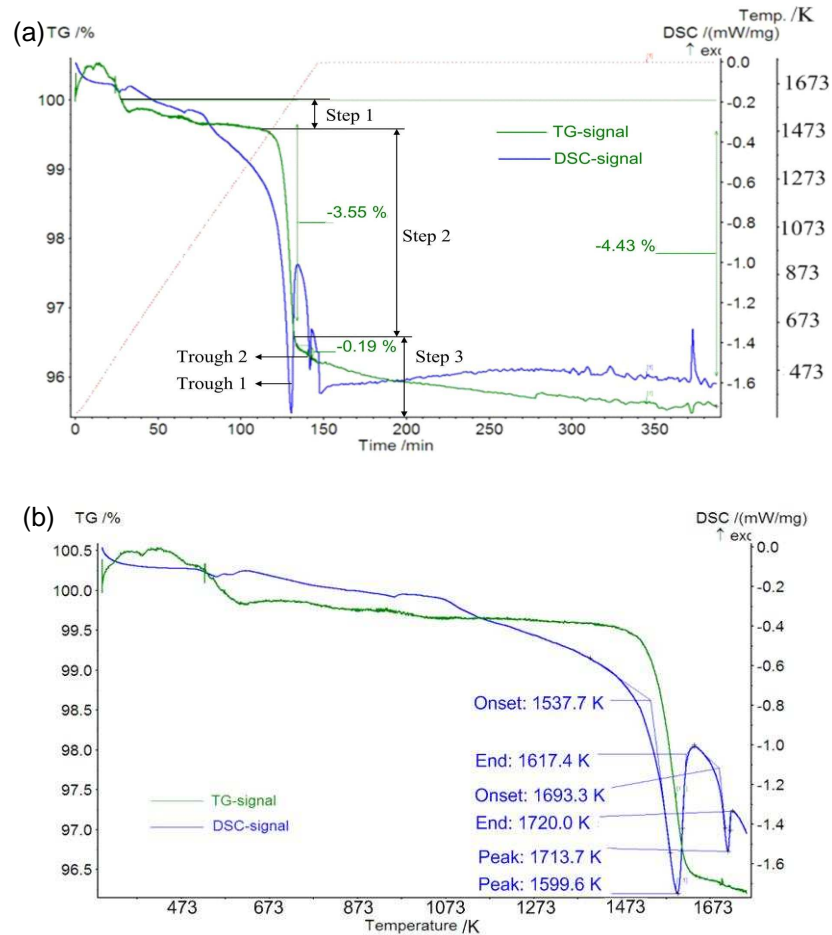 (a)
TG /%
Temp. /K
DSC /(mW/mg)
↑ exc
100
99
98
97
96
0.0
-0.2
-0.4
-0.6
-0.8
-1.0
-1.2
-1.4
-1.6
1673
1473
1273
1073
873
673
473
Step 1
TG-signal
DSC-signal
-3.55 %
Step 2
-4.43 %
-0.19 %
Trough 2
Step 3
Trough 1
0 50 100 150 200 250 300 350
Time /min
(b)
TG /%
DSC /(mW/mg)
↑ exc
100.5
100.0
99.5
99.0
98.5
98.0
97.5
97.0
96.5
0.0
-0.2
-0.4
-0.6
-0.8
-1.0
-1.2
-1.4
-1.6
Onset: 1537.7 K
End: 1617.4 K
Onset: 1693.3 K
End: 1720.0 K
Peak: 1713.7 K
Peak: 1599.6 K
TG-signal
DSC-signal
473 673 873 1073 1273 1473 1673
Temperature /K